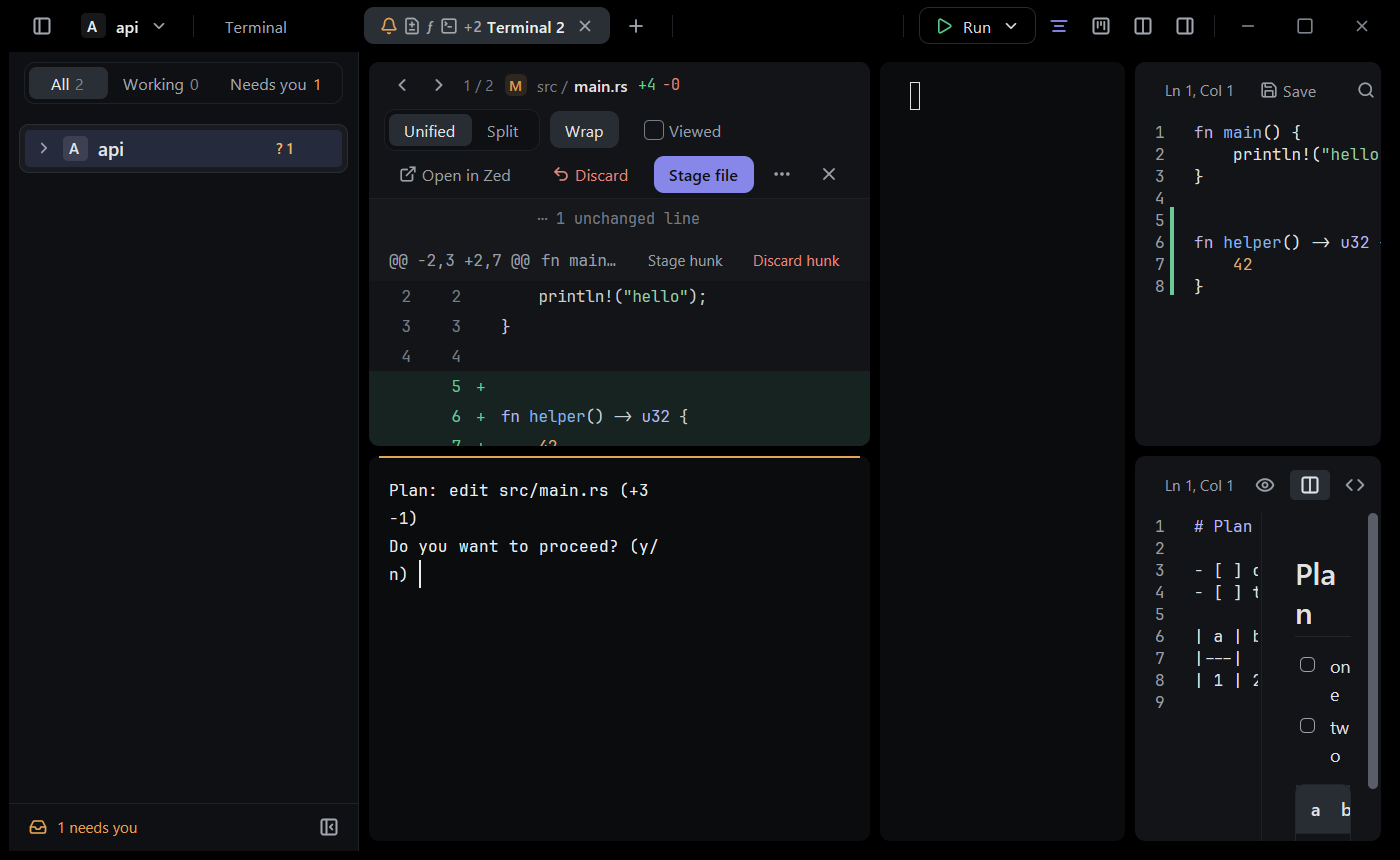 A api
Terminal
ƒ +2 Terminal 2
Run
All 2 Working 0 Needs you 1
A api ? 1
1 needs you
1 / 2 M src / main.rs +4 -0
Unified Split Wrap Viewed
Open in Zed Discard Stage file
⋯ 1 unchanged line
@@ -2,3 +2,7 @@ fn main… Stage hunk Discard hunk
2 2 println!("hello");
3 3 }
4 4
5 +
6 + fn helper() -> u32 {
7 + 42
Plan: edit src/main.rs (+3
-1)
Do you want to proceed? (y/
n)
Ln 1, Col 1 Save
1 fn main() {
2 println!("hello
3 }
4
5
6 fn helper() -> u32
7 42
8 }
Ln 1, Col 1
1 # Plan
2
3 - [ ]
4 - [ ] t
5
6 | a | b
7 |---|
8 | 1 | 2
9
Pla
n
on
e
tw
o
a b